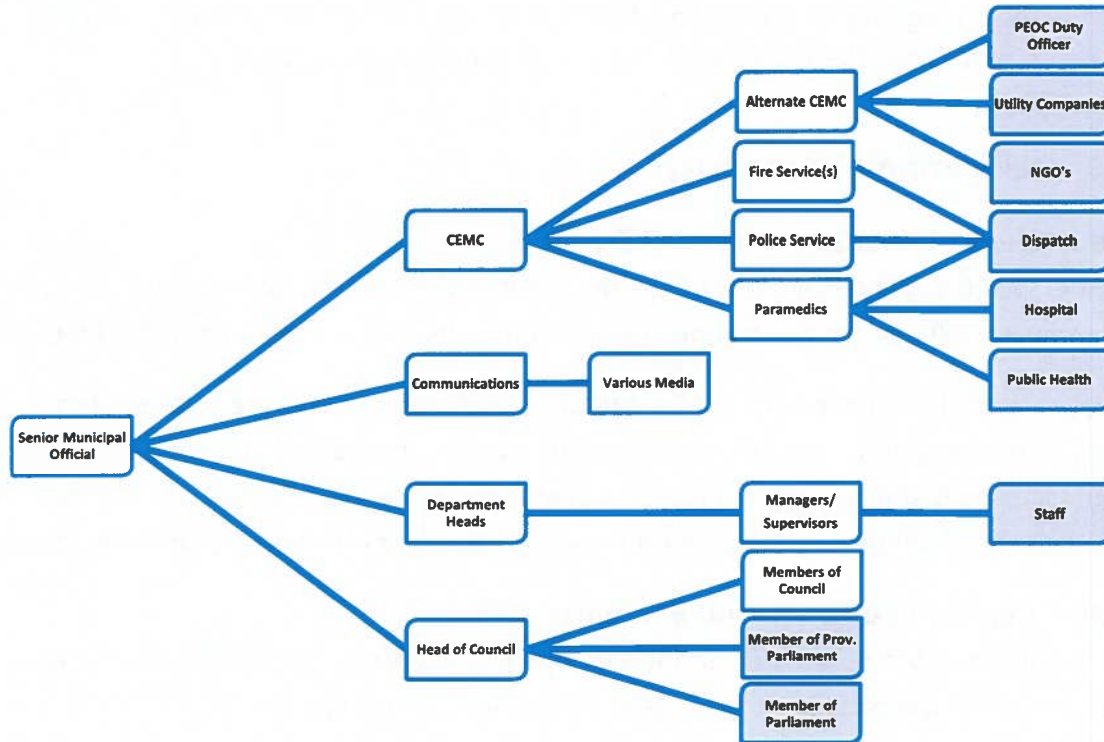 PEOC Duty
Officer
Alternate CEMC
Utility Companies
Fire Service(s)
NGO's
CEMC
Police Service
Dispatch
Paramedics
Hospital
Communications
Various Media
Public Health
Senior Municipal
Official
Department
Heads
Managers/
Supervisors
Staff
Members of
Council
Head of Council
Member of Prov.
Parliament
Member of
Parliament